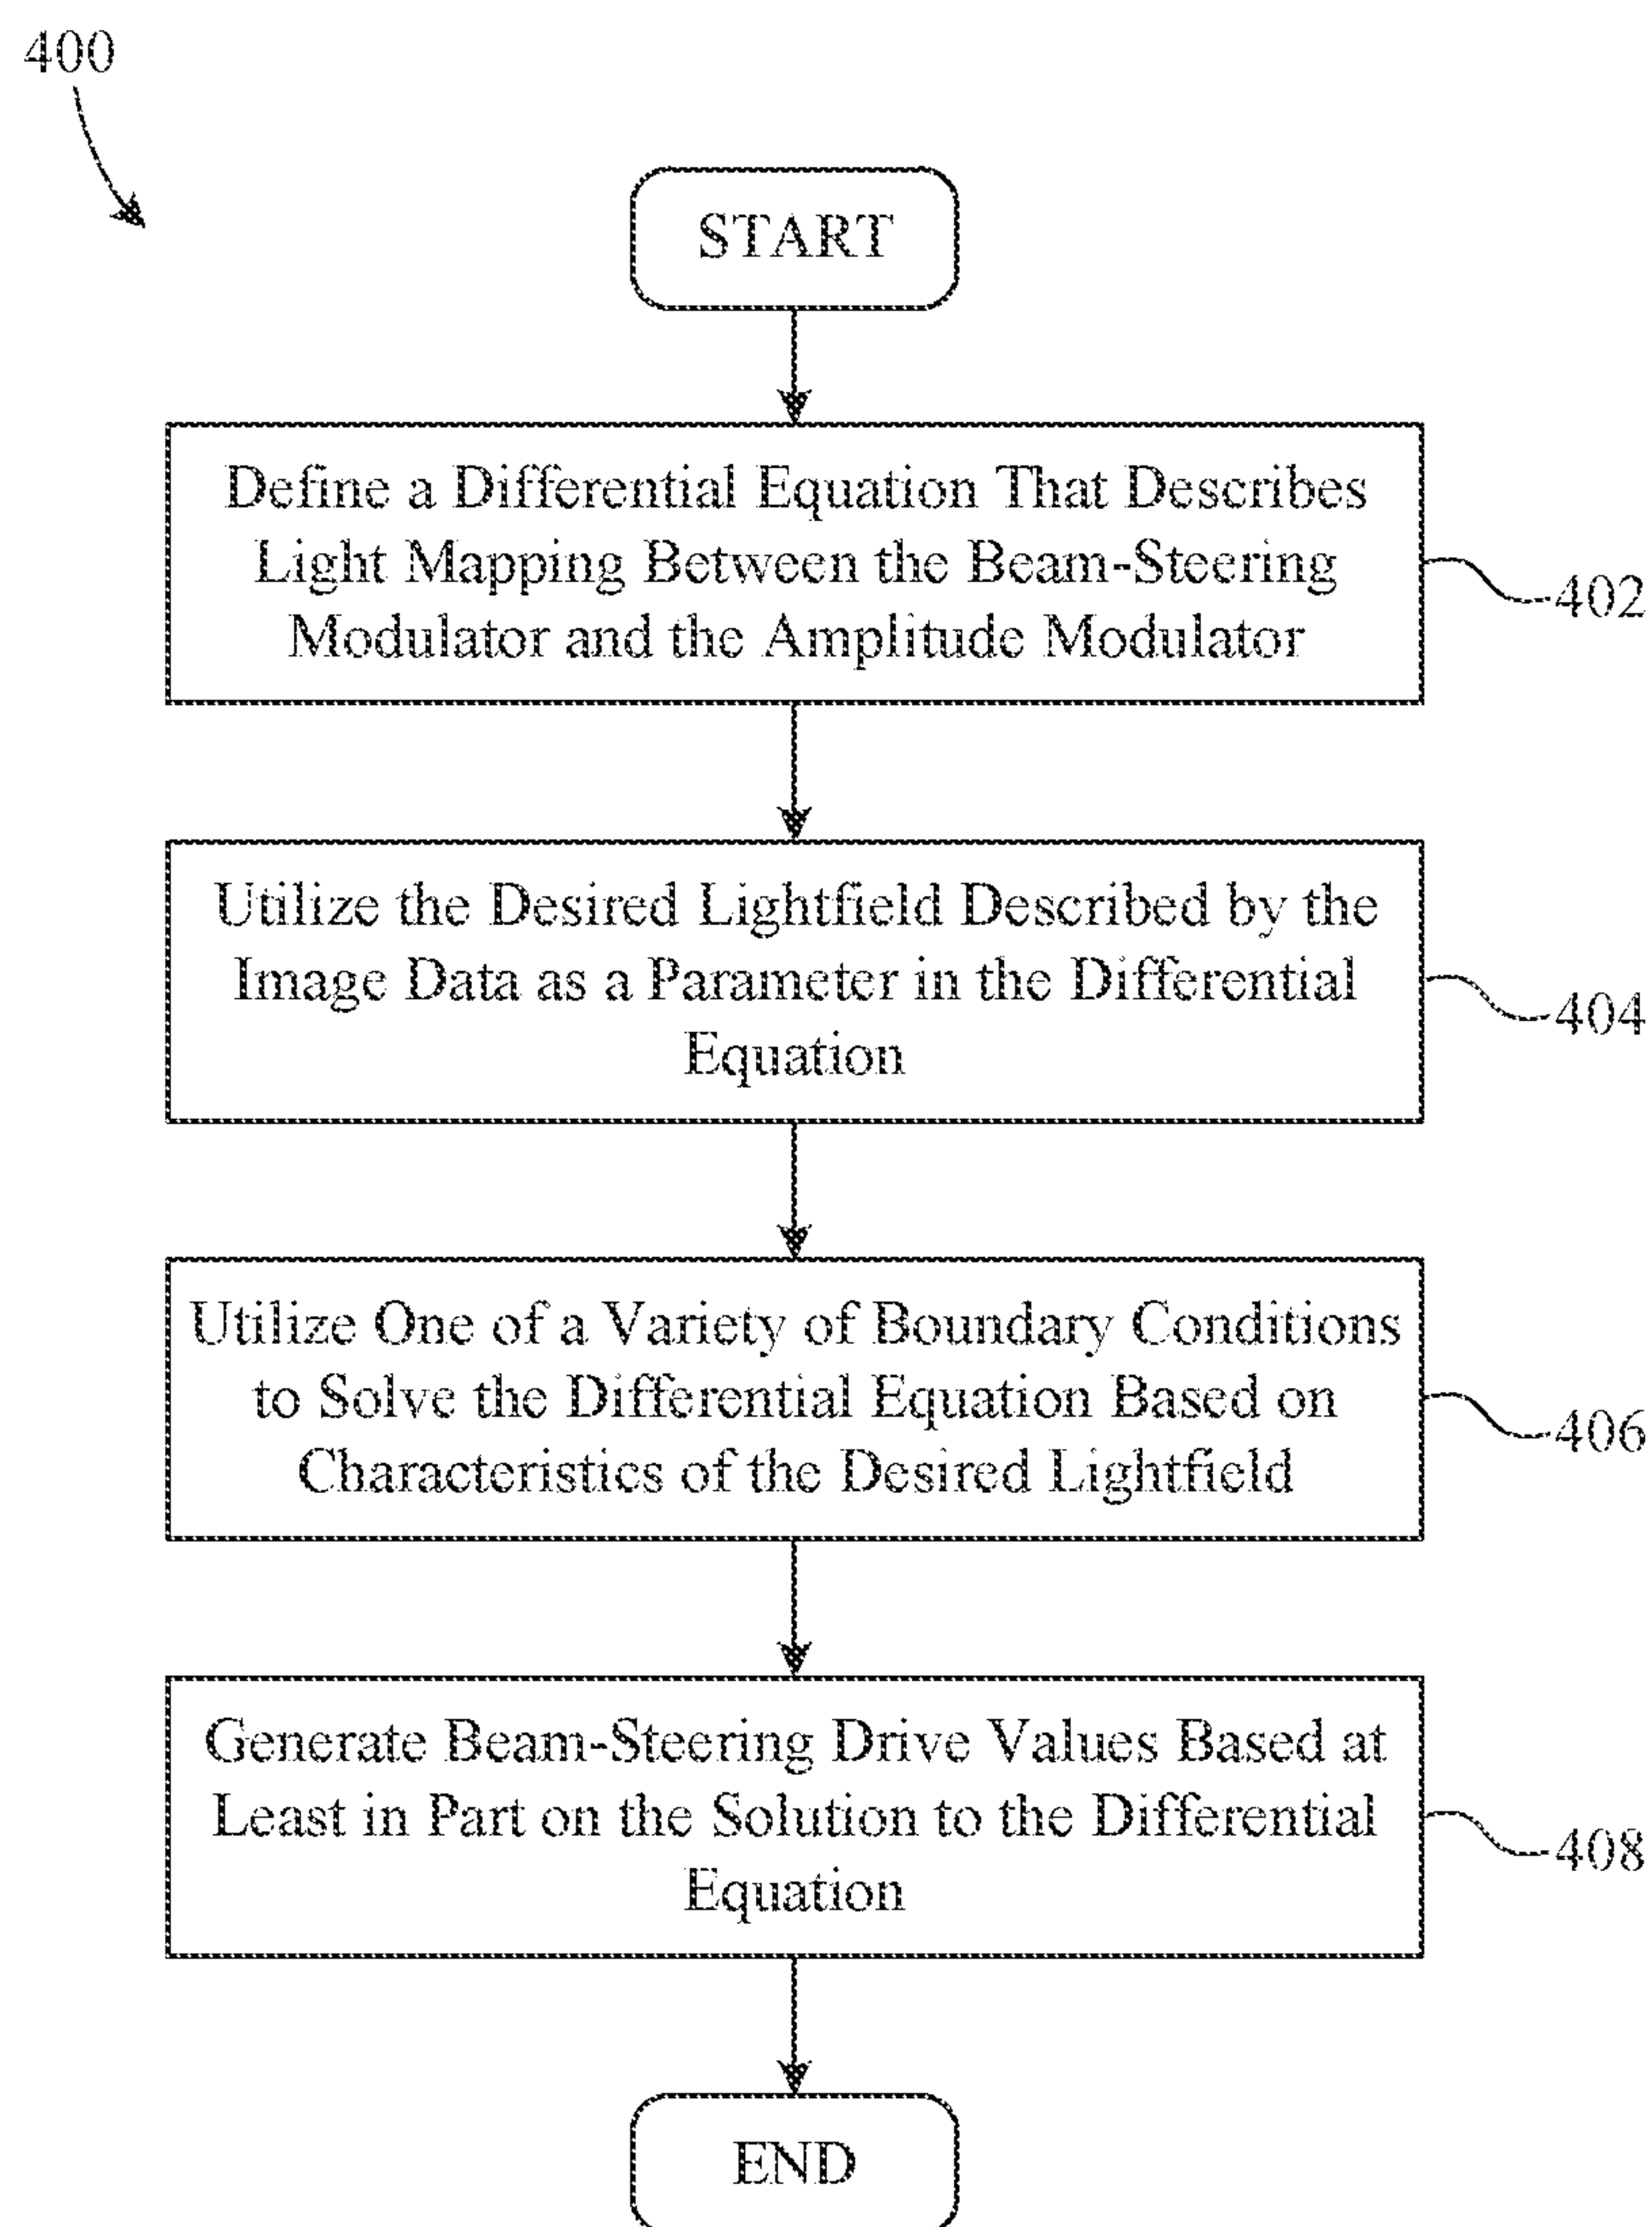 400
START
Define a Differential Equation That Describes
Light Mapping Between the Beam-Steering
Modulator and the Amplitude Modulator
402
Utilize the Desired Lightfield Described by the
Image Data as a Parameter in the Differential
Equation
404
Utilize One of a Variety of Boundary Conditions
to Solve the Differential Equation Based on
Characteristics of the Desired Lightfield
406
Generate Beam-Steering Drive Values Based at
Least in Part on the Solution to the Differential
Equation
408
END